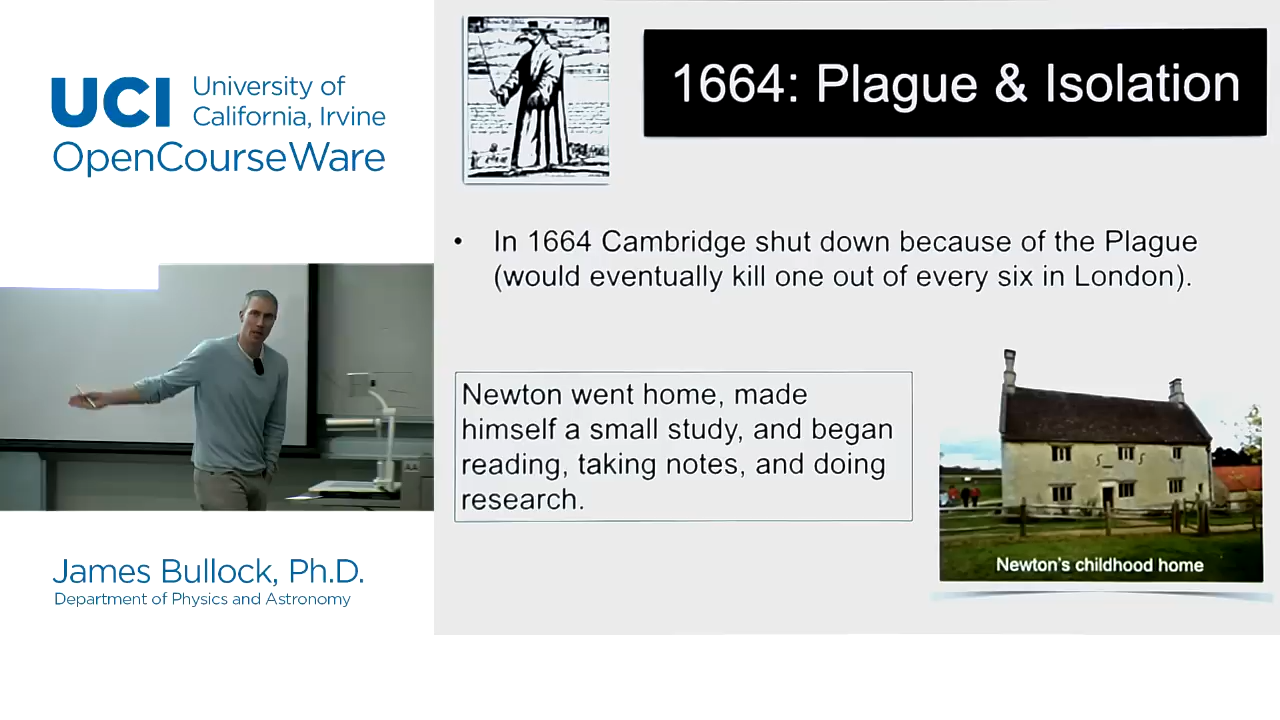 UCI University of
California, Irvine
OpenCourseWare
1664: Plague & Isolation
• In 1664 Cambridge shut down because of the Plague
(would eventually kill one out of every six in London).
Newton went home, made
himself a small study, and began
reading, taking notes, and doing
research.
Newton's childhood home
James Bullock, Ph.D.
Department of Physics and Astronomy